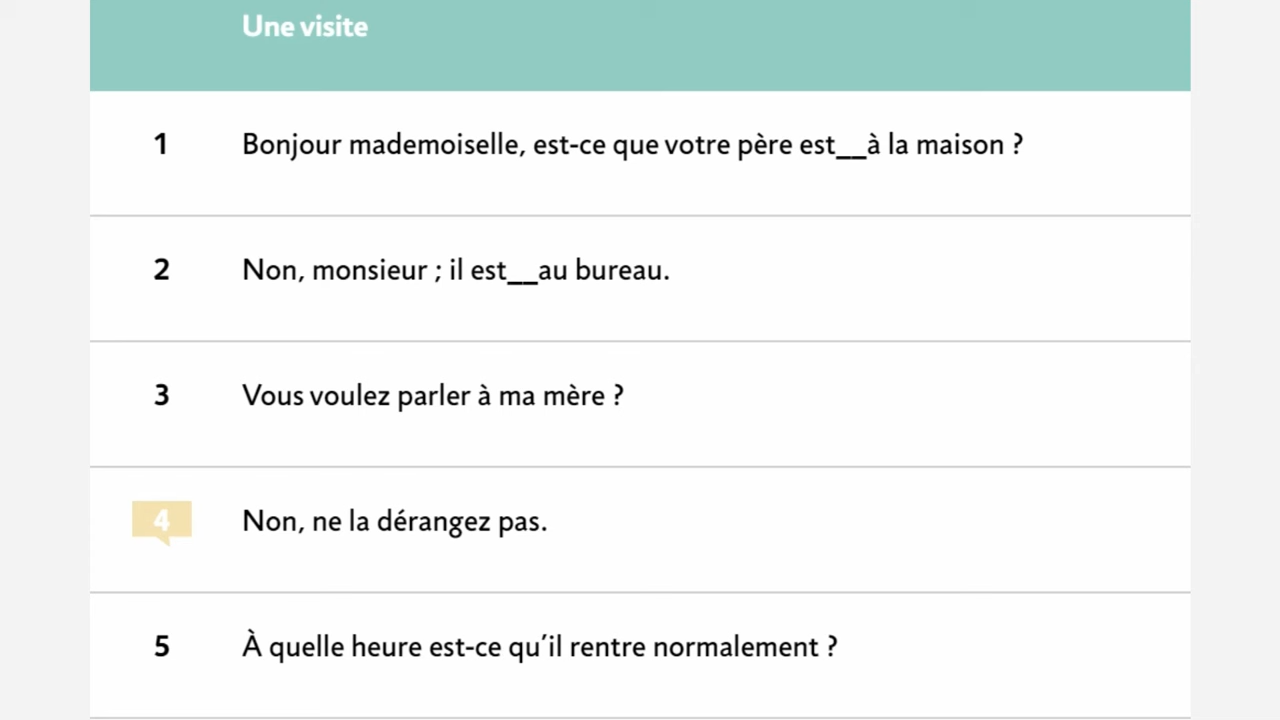 Une visite
1 Bonjour mademoiselle, est-ce que votre père est__à la maison ?
2 Non, monsieur ; il est__au bureau.
3 Vous voulez parler à ma mère ?
4 Non, ne la dérangez pas.
5 À quelle heure est-ce qu’il rentre normalement ?